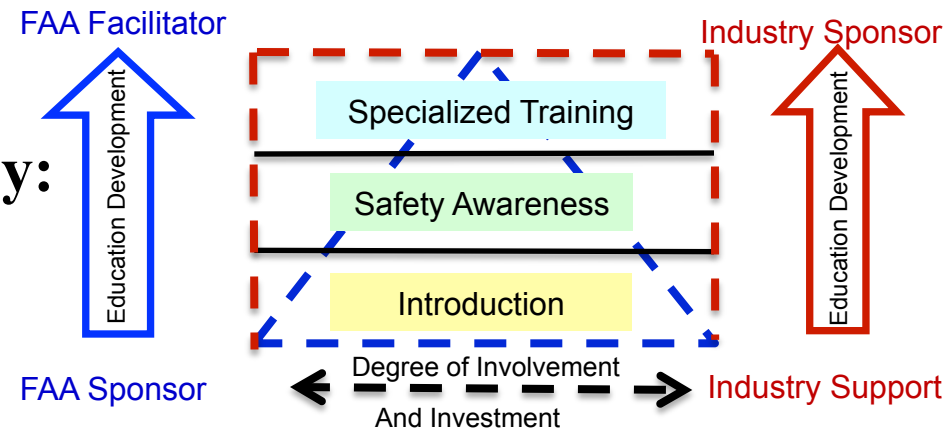 FAA Facilitator
Industry Sponsor
Education Development
Specialized Training
Education Development
y:
Safety Awareness
Introduction
Degree of Involvement
FAA Sponsor
Industry Support
And Investment